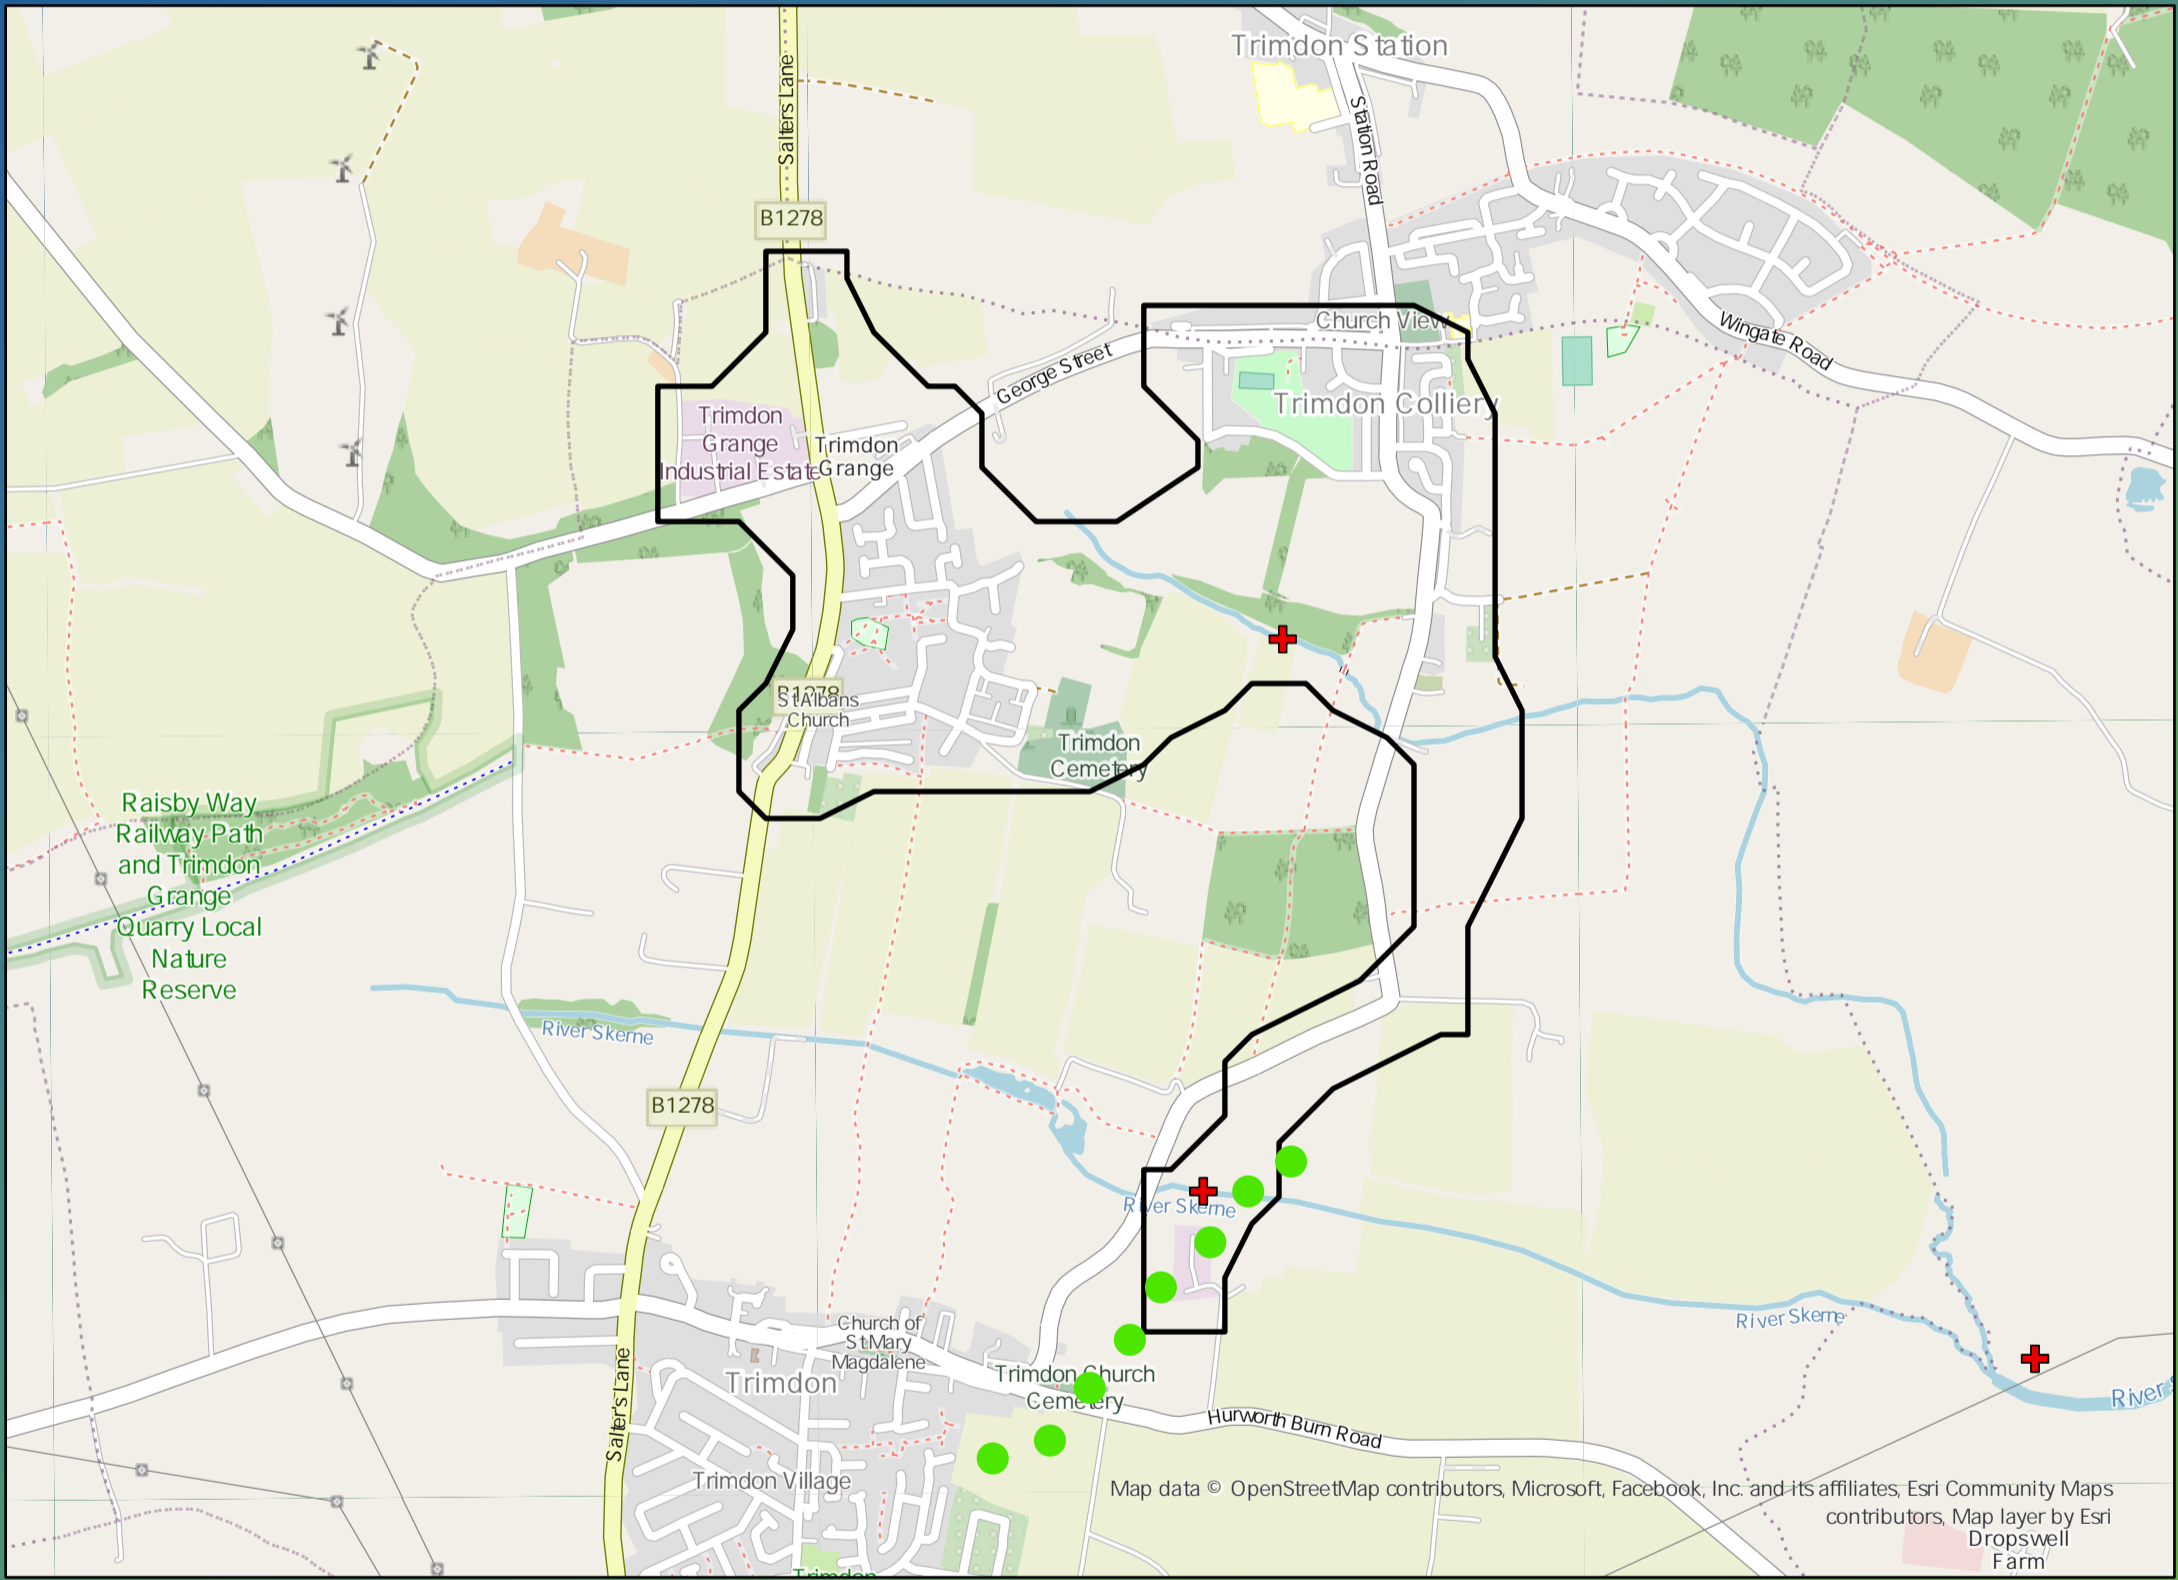 Trimdon Station
Salters Lane
Station Road
B1278
Church View
Wingate Road
George Street
Trimdon Colliery
Trimdon
Grange
Industrial Estate
Trimdon
Grange
B1278
St Albans
Church
Trimdon
Cemetery
Raisby Way
Railway Path
and Trimdon
Grange
Quarry Local
Nature
Reserve
River Skerne
B1278
River Skerne
River Skerne
Church of
St Mary
Magdalene
Trimdon
Trimdon Church
Cemetery
River
Salter's Lane
Hurworth Burn Road
Trimdon Village
Map data © OpenStreetMap contributors, Microsoft, Facebook, Inc. and its affiliates, Esri Community Maps
contributors, Map layer by Esri
Dropswell
Farm
Trimdon